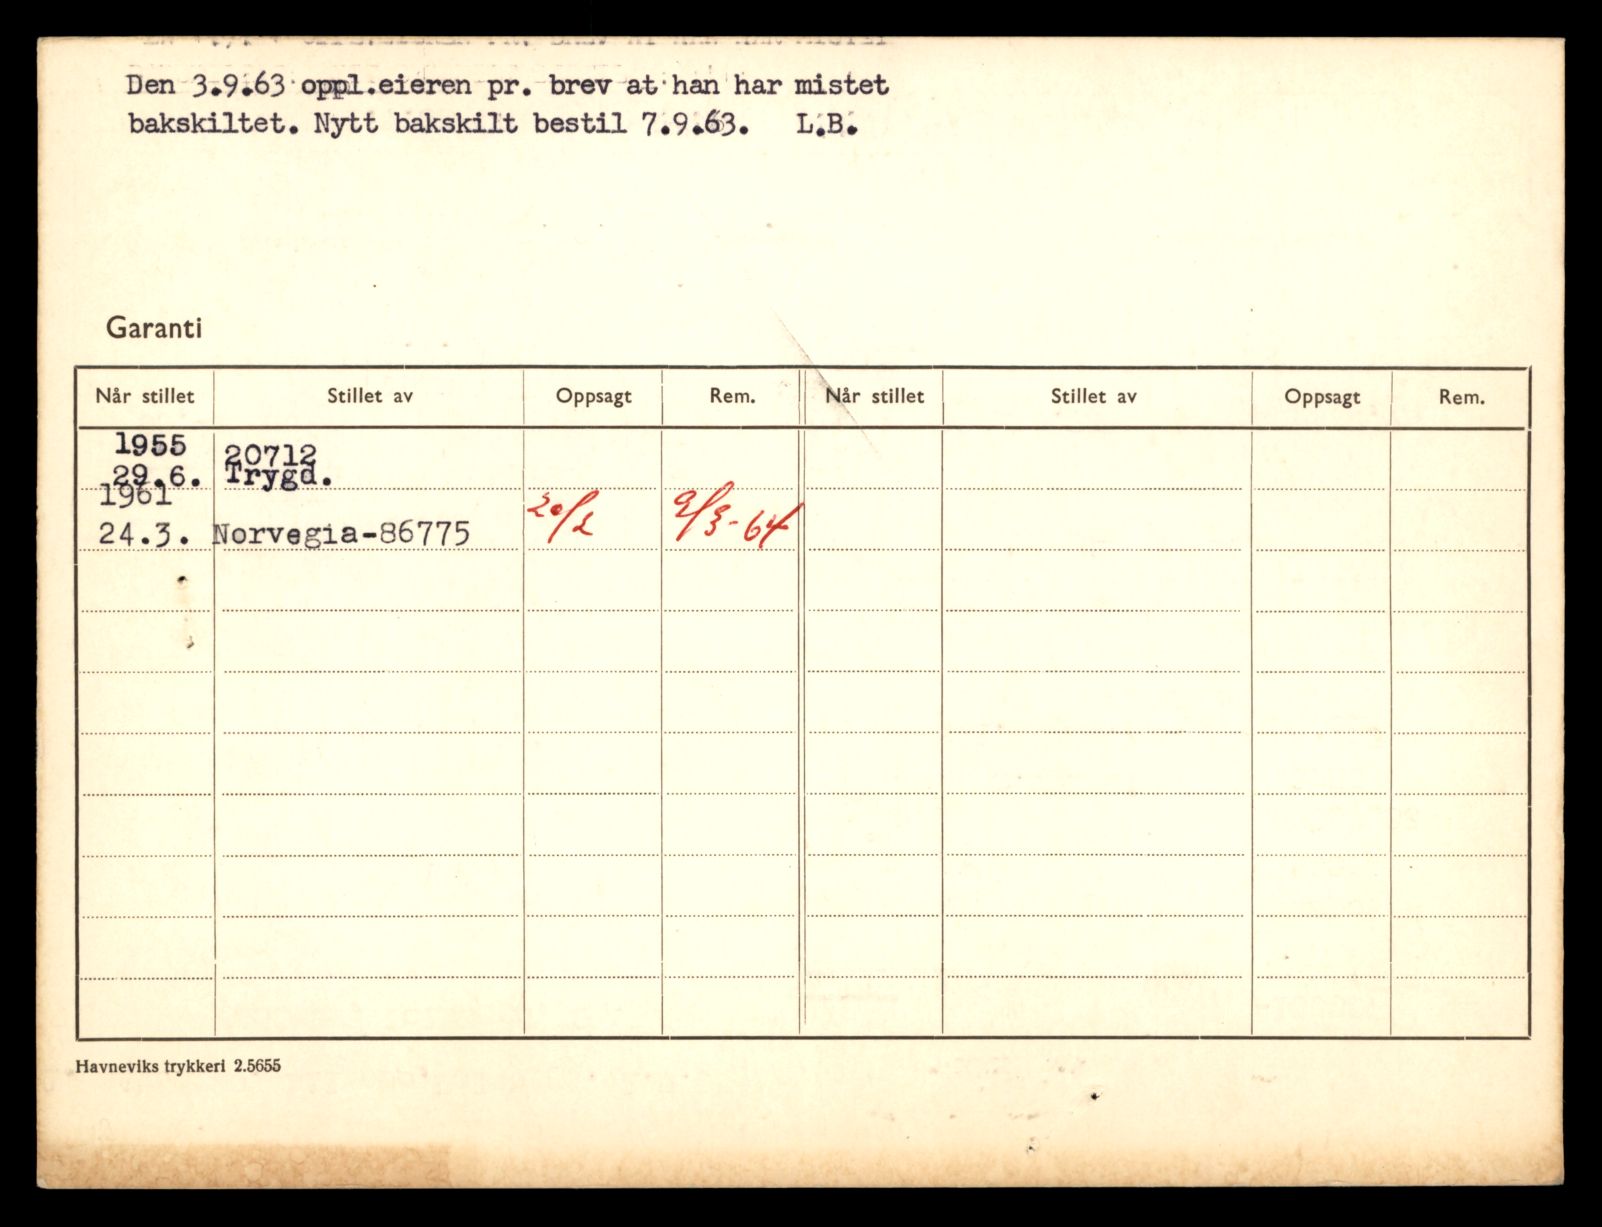 Den 3.9.63 oppl.eieren pr. brev at han har mistet
bakskiltet. Nytt bakskilt bestil 7.9.63. L.B.
Garanti
Når stillet Stillet av Oppsagt Rem. Når stillet Stillet av Oppsagt Rem.
1955 20712
29.6. Trygd.
1961
24.3. Norvegia-86775 20/2 9/3-64
Havneviks trykkeri 2.5655